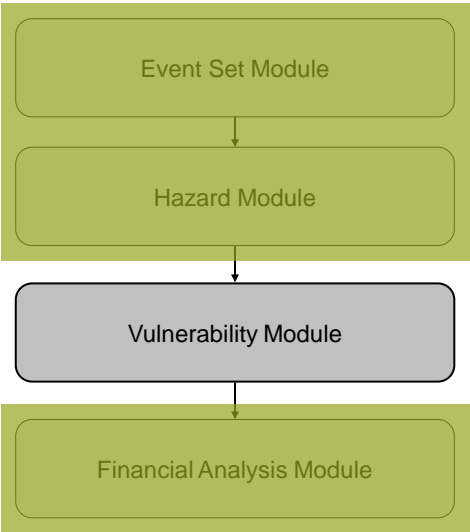 Event Set Module
Hazard Module
Vulnerability Module
Financial Analysis Module